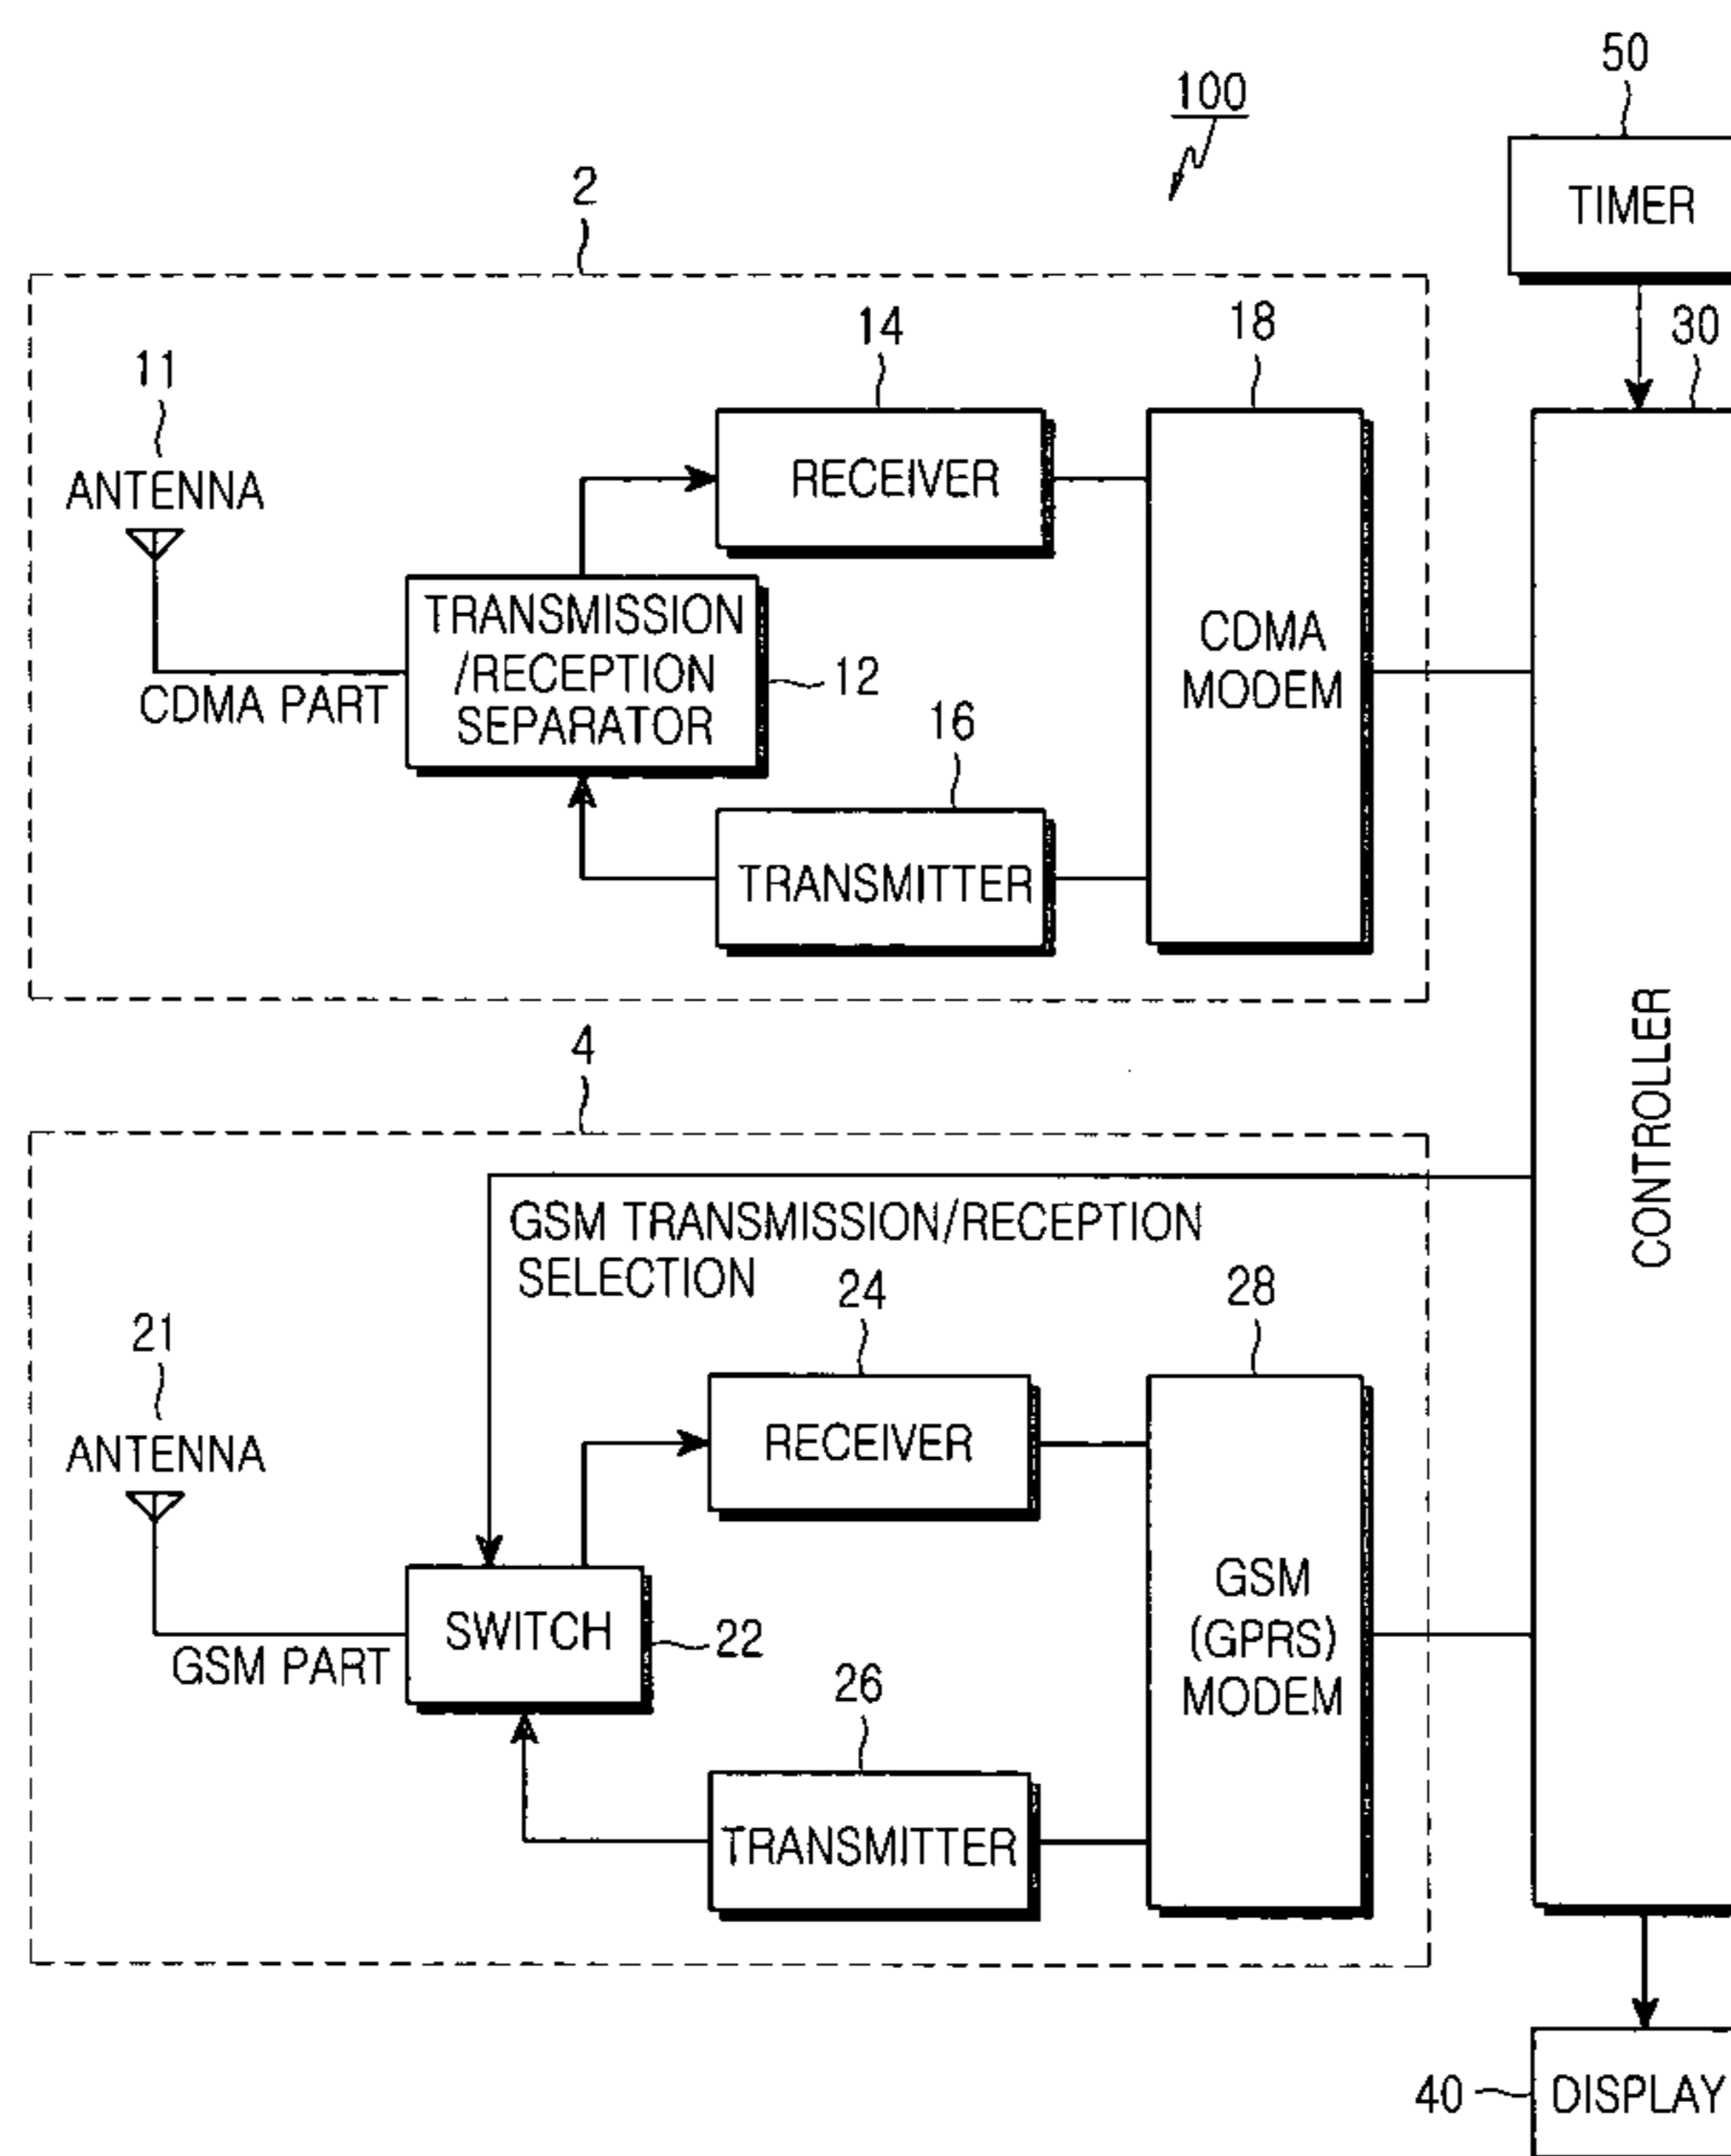 50
100
TIMER
2
30
14
18
11
RECEIVER
ANTENNA
TRANSMISSION
/RECEPTION
SEPARATOR
12
CDMA
MODEM
CDMA PART
16
TRANSMITTER
CONTROLLER
4
GSM TRANSMISSION/RECEPTION
SELECTION
24
28
21
RECEIVER
ANTENNA
SWITCH
22
GSM
(GPRS)
MODEM
GSM PART
26
TRANSMITTER
40
DISPLAY